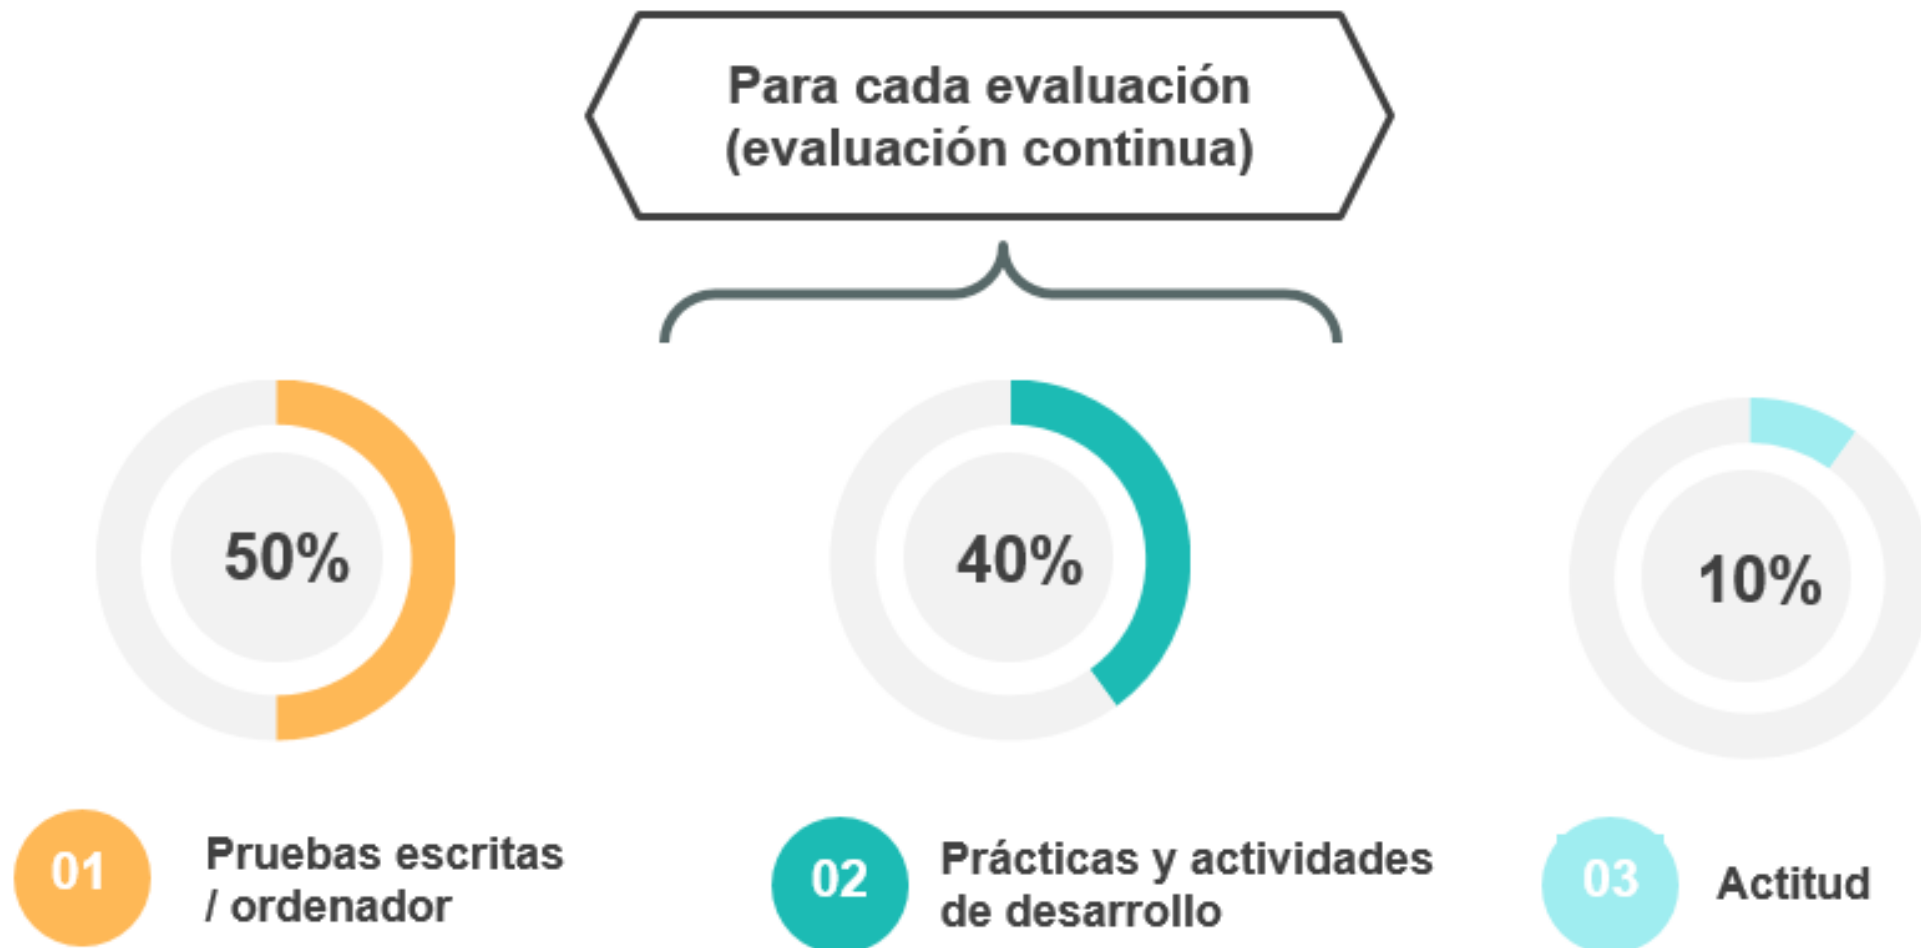 Para cada evaluación
(evaluación continua)
50%
40%
10%
01
Pruebas escritas
/ ordenador
02
Prácticas y actividades
de desarrollo
03
Actitud